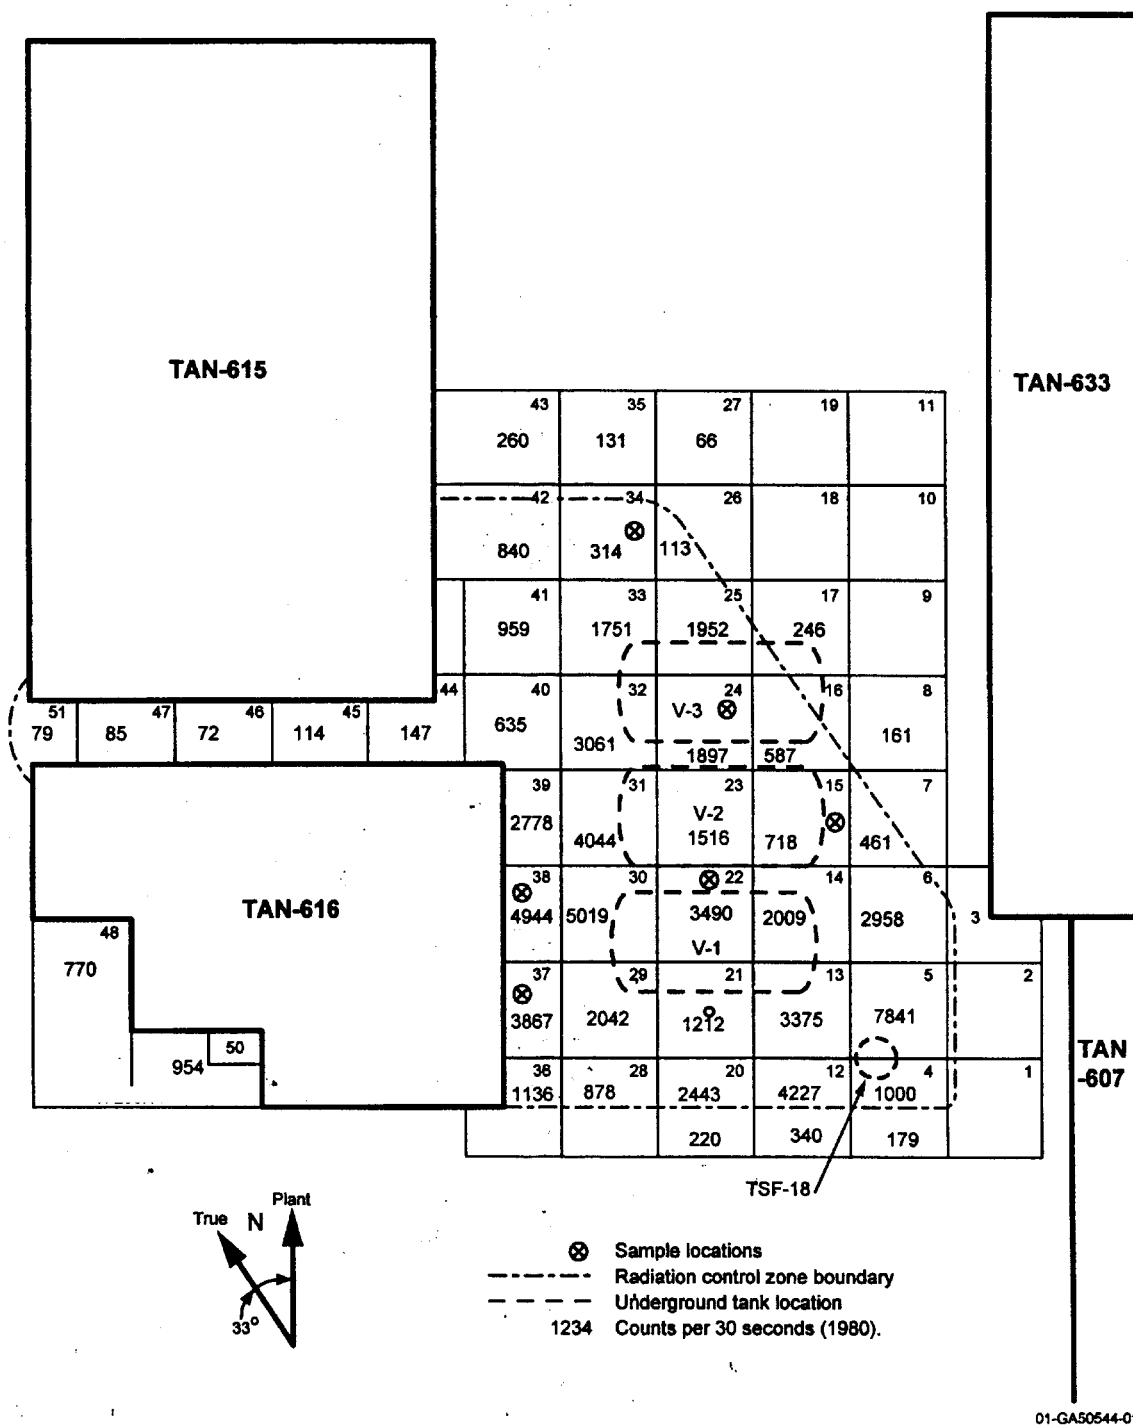 TAN-615
TAN-633
43 35 27 19 11
260 131 66
42 34 26 18 10
840 314 113
41 33 25 17 9
959 1751 1952 246
44 40 32 24 16 8
V-3
635 3061 1897 587 161
51 47 46 45
79 85 72 114 147
39 31 23 15 7
V-2
2778 4044 1516 718 461
TAN-616
38 30 22 14 6 3
4944 5019 3490 2009 2958
V-1
48
770
37 29 21 13 5 2
3867 2042 1212 3375 7841
50
954
TAN
-607
36 28 20 12 4 1
1136 878 2443 4227 1000
220 340 179
TSF-18
Plant
True N
33°
Sample locations
Radiation control zone boundary
Underground tank location
1234 Counts per 30 seconds (1980).
01-GA50544-0